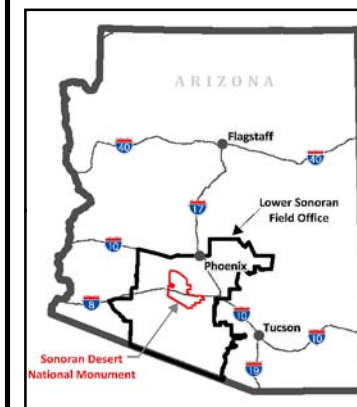 ARIZONA
Flagstaff
40
40
17
Lower Sonoran
Field Office
10
Phoenix
8
10
Tucson
10
Sonoran Desert
National Monument
19